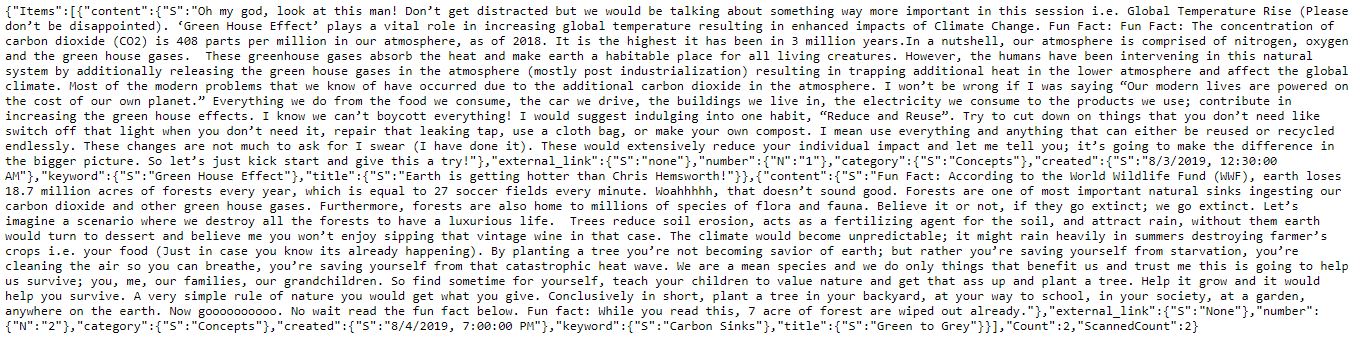 {"Items":[{"content":{"S":"Oh my god, look at this man! Don’t get distracted but we would be talking about something way more important in this session i.e. Global Temperature Rise (Please
don’t be disappointed). ‘Green House Effect’ plays a vital role in increasing global temperature resulting in enhanced impacts of Climate Change. Fun Fact: Fun Fact: The concentration of
carbon dioxide (CO2) is 408 parts per million in our atmosphere, as of 2018. It is the highest it has been in 3 million years.In a nutshell, our atmosphere is comprised of nitrogen, oxygen
and the green house gases.  These greenhouse gases absorb the heat and make earth a habitable place for all living creatures. However, the humans have been intervening in this natural
system by additionally releasing the green house gases in the atmosphere (mostly post industrialization) resulting in trapping additional heat in the lower atmosphere and affect the global
climate. Most of the modern problems that we know of have occurred due to the additional carbon dioxide in the atmosphere. I won’t be wrong if I was saying “Our modern lives are powered on
the cost of our own planet.” Everything we do from the food we consume, the car we drive, the buildings we live in, the electricity we consume to the products we use; contribute in
increasing the green house effects. I know we can’t boycott everything! I would suggest indulging into one habit, “Reduce and Reuse”. Try to cut down on things that you don’t need like
switch off that light when you don’t need it, repair that leaking tap, use a cloth bag, or make your own compost. I mean use everything and anything that can either be reused or recycled
endlessly. These changes are not much to ask for I swear (I have done it). These would extensively reduce your individual impact and let me tell you; it’s going to make the difference in
the bigger picture. So let’s just kick start and give this a try!"},"external_link":{"S":"none"},"number":{"N":"1"},"category":{"S":"Concepts"},"created":{"S":"8/3/2019, 12:30:00
AM"},"keyword":{"S":"Green House Effect"},"title":{"S":"Earth is getting hotter than Chris Hemsworth!"}},{"content":{"S":"Fun Fact: According to the World Wildlife Fund (WWF), earth loses
18.7 million acres of forests every year, which is equal to 27 soccer fields every minute. Woahhhhh, that doesn’t sound good. Forests are one of most important natural sinks ingesting our
carbon dioxide and other green house gases. Furthermore, forests are also home to millions of species of flora and fauna. Believe it or not, if they go extinct; we go extinct. Let’s
imagine a scenario where we destroy all the forests to have a luxurious life.  Trees reduce soil erosion, acts as a fertilizing agent for the soil, and attract rain, without them earth
would turn to dessert and believe me you won’t enjoy sipping that vintage wine in that case. The climate would become unpredictable; it might rain heavily in summers destroying farmer’s
crops i.e. your food (Just in case you know its already happening). By planting a tree you’re not becoming savior of earth; but rather you’re saving yourself from starvation, you’re
cleaning the air so you can breathe, you’re saving yourself from that catastrophic heat wave. We are a mean species and we do only things that benefit us and trust me this is going to help
us survive; you, me, our families, our grandchildren. So find sometime for yourself, teach your children to value nature and get that ass up and plant a tree. Help it grow and it would
help you survive. A very simple rule of nature you would get what you give. Conclusively in short, plant a tree in your backyard, at your way to school, in your society, at a garden,
anywhere on the earth. Now goooooooooo. No wait read the fun fact below. Fun fact: While you read this, 7 acre of forest are wiped out already."},"external_link":{"S":"None"},"number":
{"N":"2"},"category":{"S":"Concepts"},"created":{"S":"8/4/2019, 7:00:00 PM"},"keyword":{"S":"Carbon Sinks"},"title":{"S":"Green to Grey"}}],"Count":2,"ScannedCount":2}